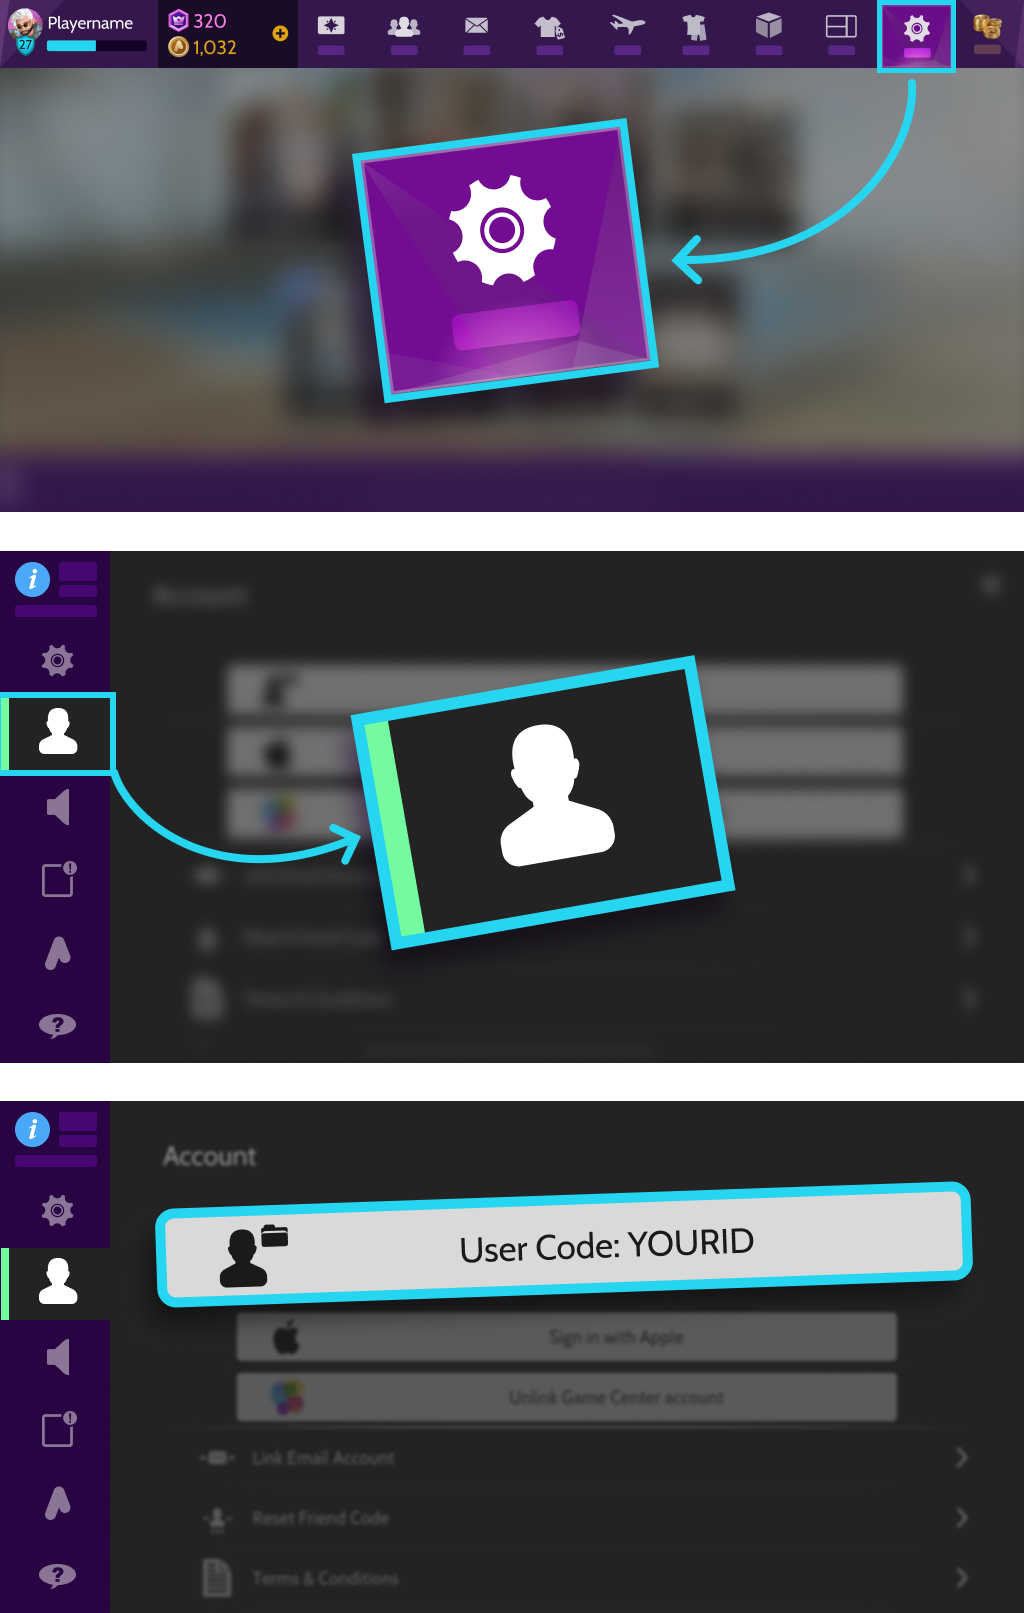 Playername
27
320
1,032
i
Account
!
?
i
Account
User Code: YOURID
Sign in with Apple
Unlink Game Center account
Link Email Account
Reset Friend Code
Terms & Conditions
!
?